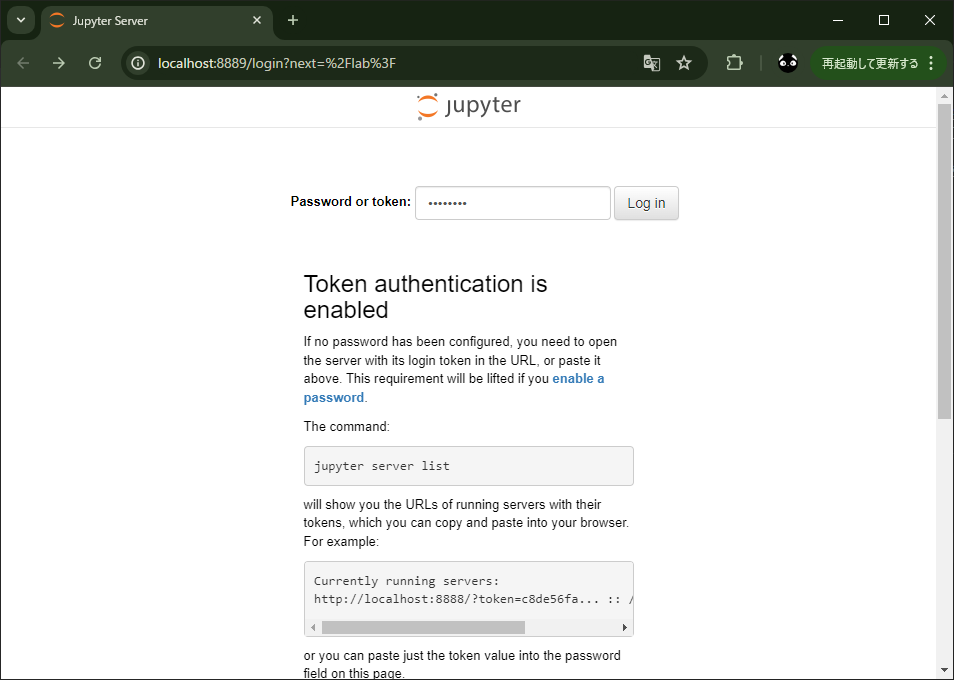 Jupyter Server
localhost:8889/login?next=%2Flab%3F
再起動して更新する
jupyter
Password or token: •••••••• Log in
Token authentication is
enabled
If no password has been configured, you need to open
the server with its login token in the URL, or paste it
above. This requirement will be lifted if you enable a
password.
The command:
jupyter server list
will show you the URLs of running servers with their
tokens, which you can copy and paste into your browser.
For example:
Currently running servers:
http://localhost:8888/?token=c8de56fa... :: /
or you can paste just the token value into the password
field on this page.